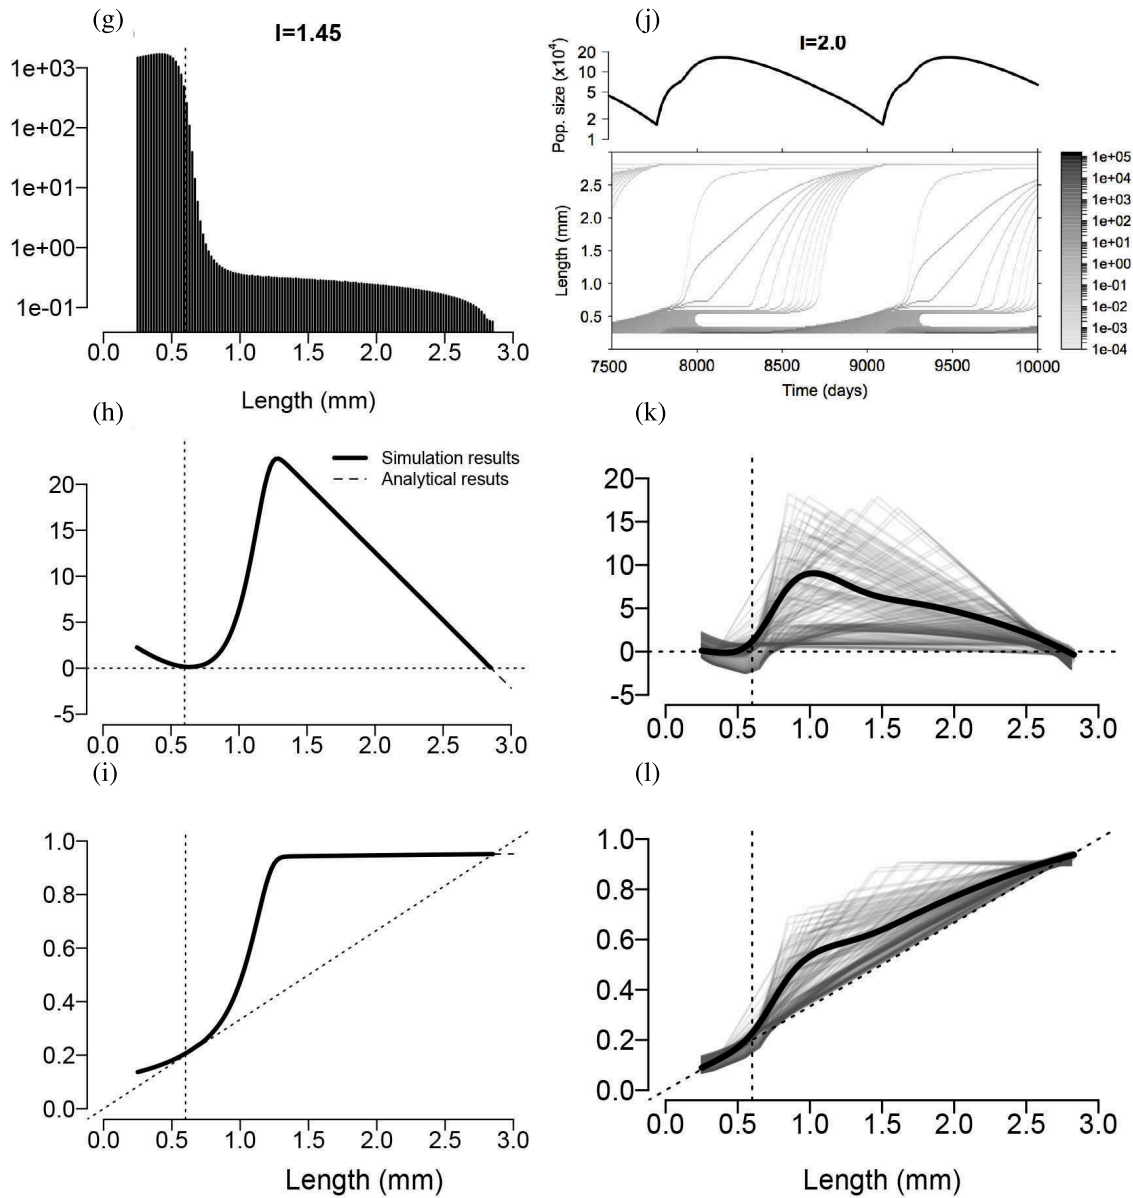 (g)
I=1.45
1e+03
1e+02
1e+01
1e+00
1e-01
0.0 0.5 1.0 1.5 2.0 2.5 3.0
Length (mm)
(j)
I=2.0
Pop. size (x10⁴)
20
10
5
2
1
Length (mm)
2.5
2.0
1.5
1.0
0.5
7500 8000 8500 9000 9500 10000
Time (days)
1e+05
1e+04
1e+03
1e+02
1e+01
1e+00
1e-01
1e-02
1e-03
1e-04
(h)
Simulation results
Analytical resuts
20
15
10
5
0
-5
0.0 0.5 1.0 1.5 2.0 2.5 3.0
(k)
20
15
10
5
0
-5
0.0 0.5 1.0 1.5 2.0 2.5 3.0
(i)
1.0
0.8
0.6
0.4
0.2
0.0
0.0 0.5 1.0 1.5 2.0 2.5 3.0
Length (mm)
(l)
1.0
0.8
0.6
0.4
0.2
0.0
0.0 0.5 1.0 1.5 2.0 2.5 3.0
Length (mm)